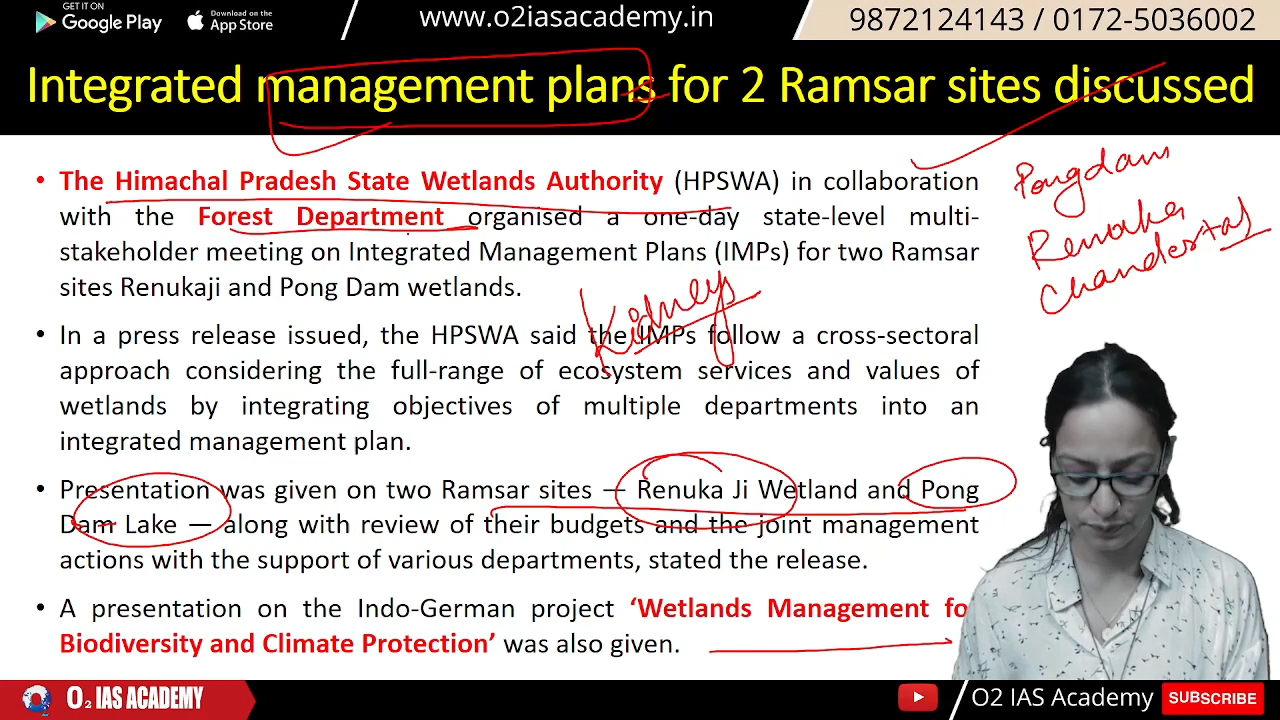 GET IT ON
Google Play
Download on the
App Store
www.o2iasacademy.in
9872124143 / 0172-5036002
Integrated management plans for 2 Ramsar sites discussed
• The Himachal Pradesh State Wetlands Authority (HPSWA) in collaboration
with the Forest Department organised a one-day state-level multi-
stakeholder meeting on Integrated Management Plans (IMPs) for two Ramsar
sites Renukaji and Pong Dam wetlands.
Pongdam
Renuka
Chandertal
Kidneys
• In a press release issued, the HPSWA said the IMPs follow a cross-sectoral
approach considering the full-range of ecosystem services and values of
wetlands by integrating objectives of multiple departments into an
integrated management plan.
• Presentation was given on two Ramsar sites — Renuka Ji Wetland and Pong
Dam Lake — along with review of their budgets and the joint management
actions with the support of various departments, stated the release.
• A presentation on the Indo-German project ‘Wetlands Management fo
Biodiversity and Climate Protection’ was also given.
O2 IAS ACADEMY
O2 IAS Academy
SUBSCRIBE